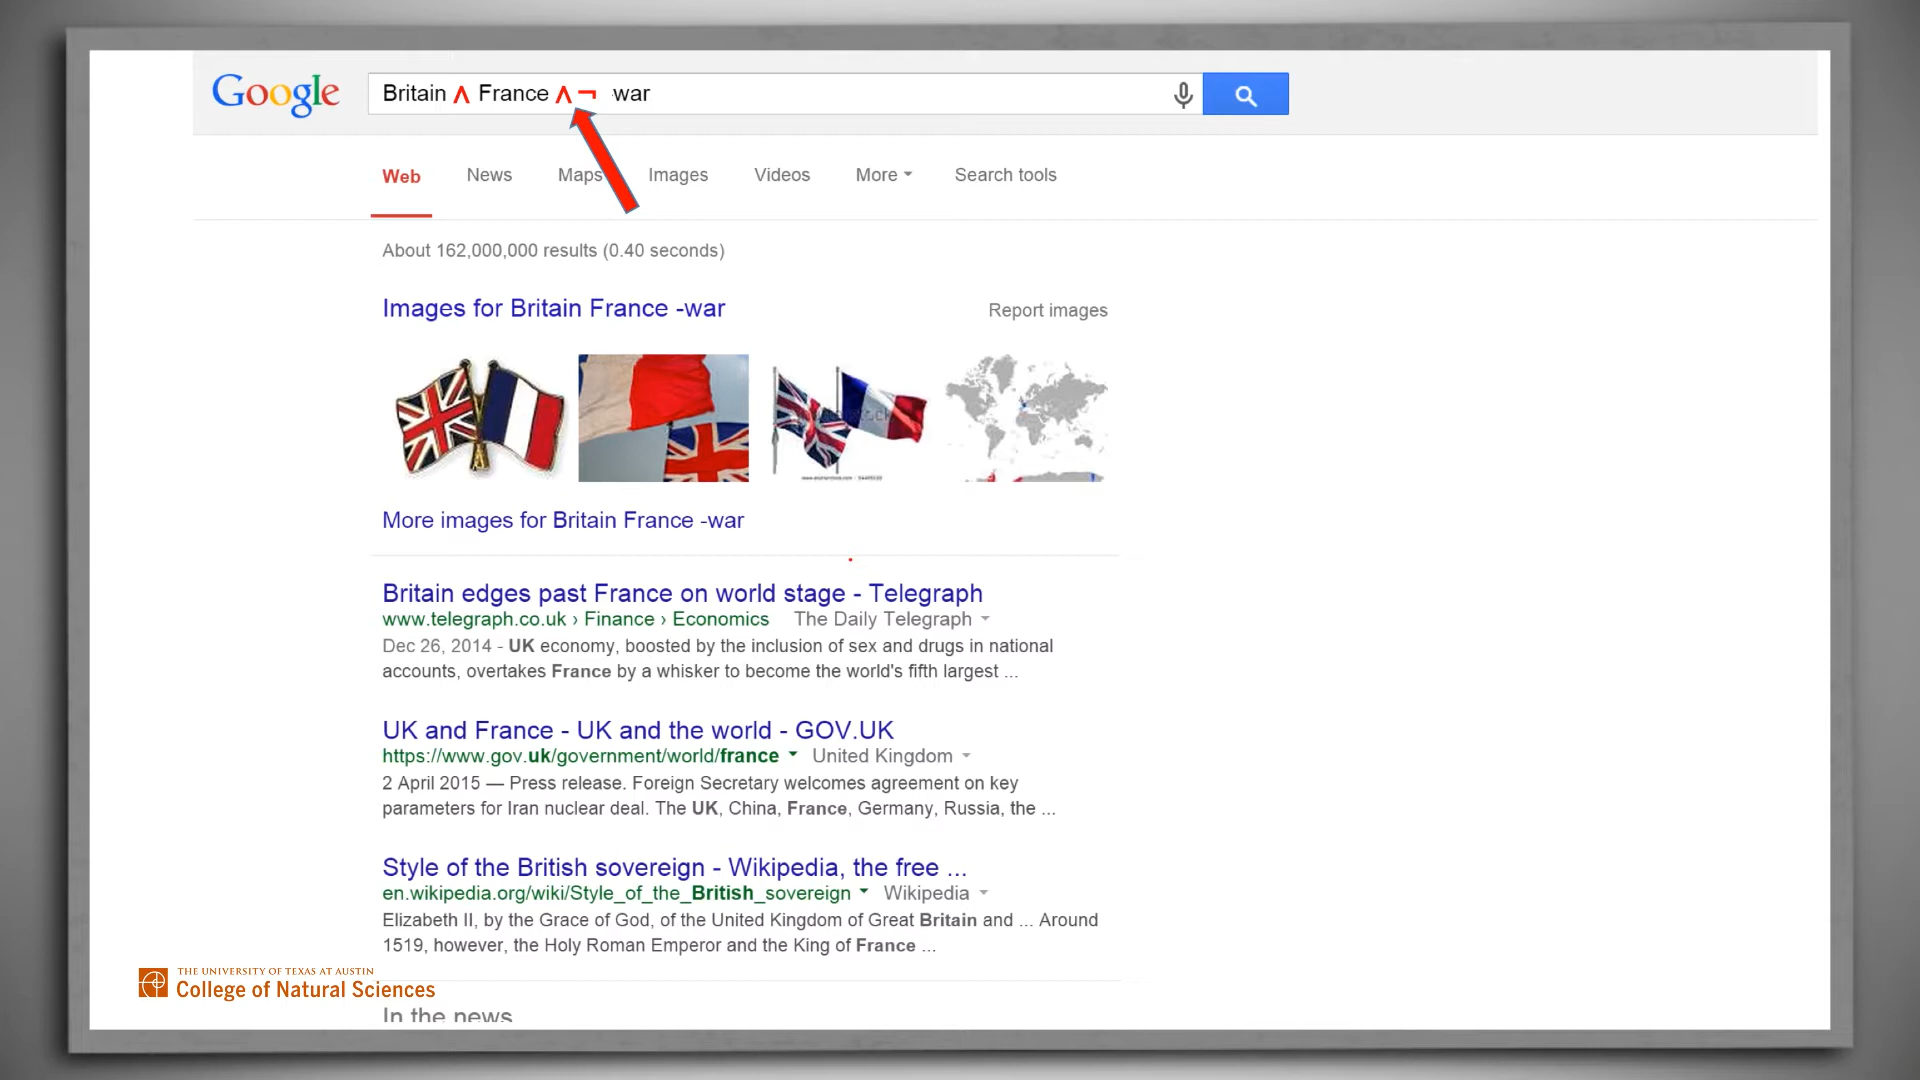 Google
Britain ∧ France ∧ ¬ war
Web News Maps Images Videos More Search tools
About 162,000,000 results (0.40 seconds)
Images for Britain France -war
Report images
More images for Britain France -war
Britain edges past France on world stage - Telegraph
www.telegraph.co.uk › Finance › Economics The Daily Telegraph
Dec 26, 2014 - UK economy, boosted by the inclusion of sex and drugs in national
accounts, overtakes France by a whisker to become the world's fifth largest ...
UK and France - UK and the world - GOV.UK
https://www.gov.uk/government/world/france United Kingdom
2 April 2015 — Press release. Foreign Secretary welcomes agreement on key
parameters for Iran nuclear deal. The UK, China, France, Germany, Russia, the ...
Style of the British sovereign - Wikipedia, the free ...
en.wikipedia.org/wiki/Style_of_the_British_sovereign Wikipedia
Elizabeth II, by the Grace of God, of the United Kingdom of Great Britain and ... Around
1519, however, the Holy Roman Emperor and the King of France ...
THE UNIVERSITY OF TEXAS AT AUSTIN
College of Natural Sciences
In the news